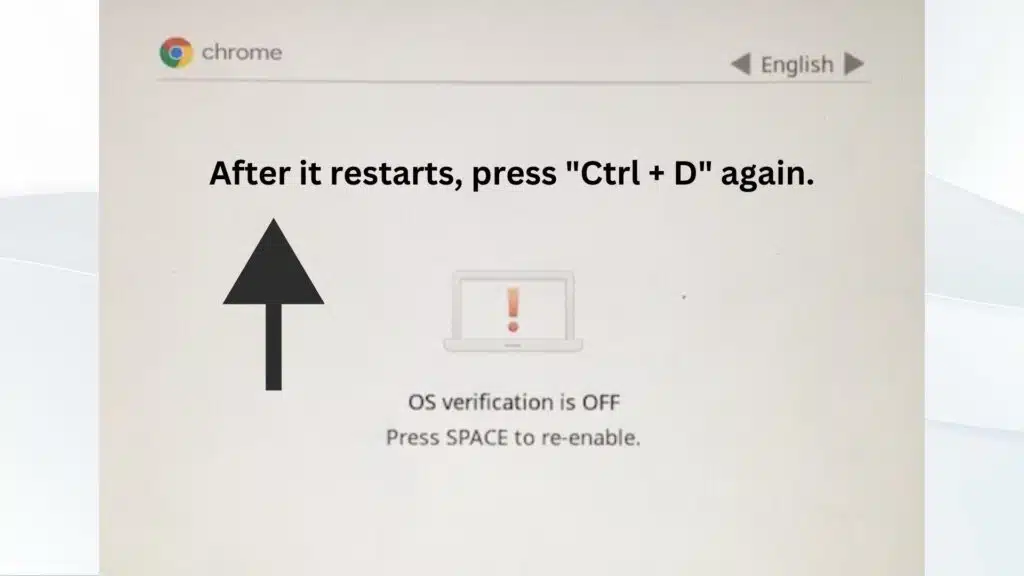 chrome
English
After it restarts, press "Ctrl + D" again.
OS verification is OFF
Press SPACE to re-enable.